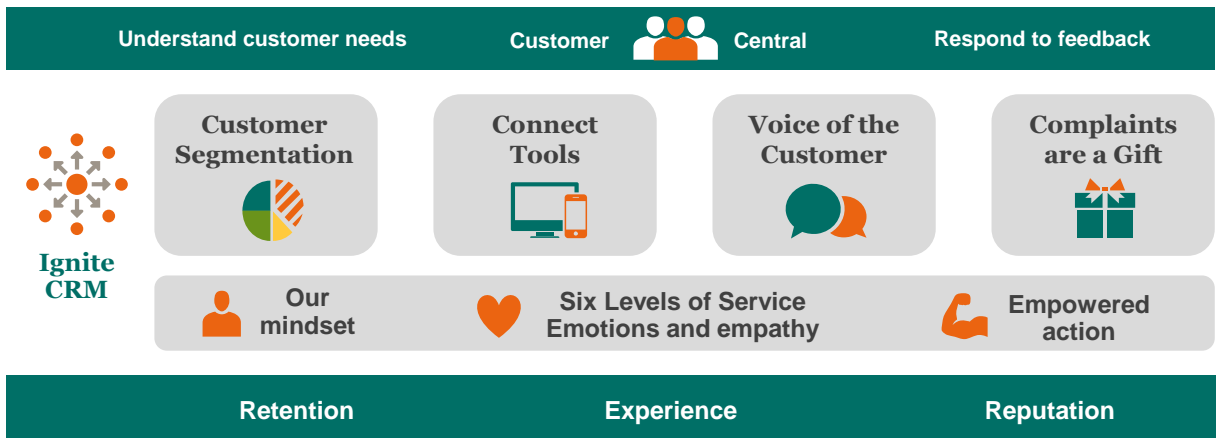 Understand customer needs
Customer Central
Respond to feedback
Customer
Segmentation
Connect
Tools
Voice of the
Customer
Complaints
are a Gift
Ignite
CRM
Our
mindset
Six Levels of Service
Emotions and empathy
Empowered
action
Retention
Experience
Reputation